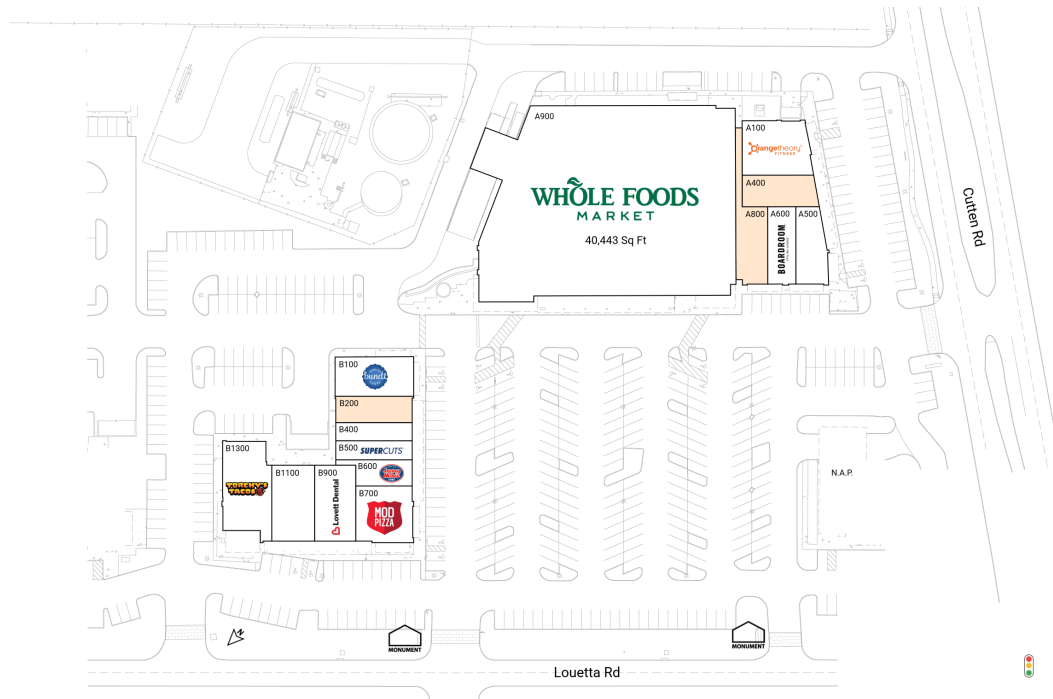 A900
WHOLE FOODS
MARKET
40,443 Sq Ft
A100
Orangetheory
FITNESS
A400
A800
A600
A500
BOARDROOM
Cutten Rd
B100
bundt
B200
B400
B500
SUPERCUTS
B600
B700
MOD
PIZZA
B1300
TORCHY'S
TACOS
B1100
B900
Lovett Dental
N.A.P.
N
MONUMENT
MONUMENT
Louetta Rd